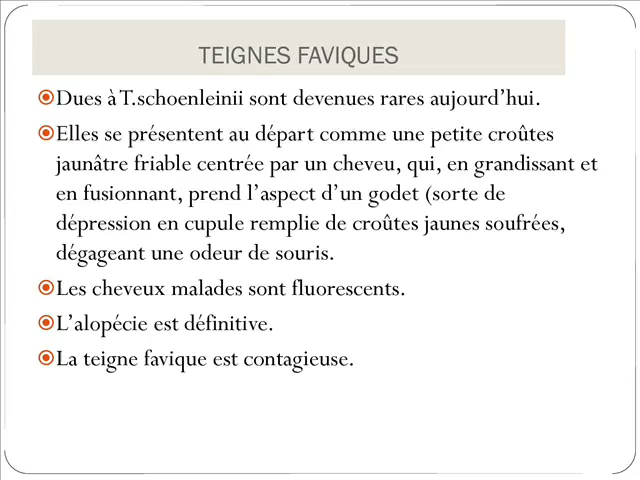 TEIGNES FAVIQUES
Dues à T.schoenleinii sont devenues rares aujourd’hui.
Elles se présentent au départ comme une petite croûtes
jaunâtre friable centrée par un cheveu, qui, en grandissant et
en fusionnant, prend l’aspect d’un godet (sorte de
dépression en cupule remplie de croûtes jaunes soufrées,
dégageant une odeur de souris.
Les cheveux malades sont fluorescents.
L’alopécie est définitive.
La teigne favique est contagieuse.